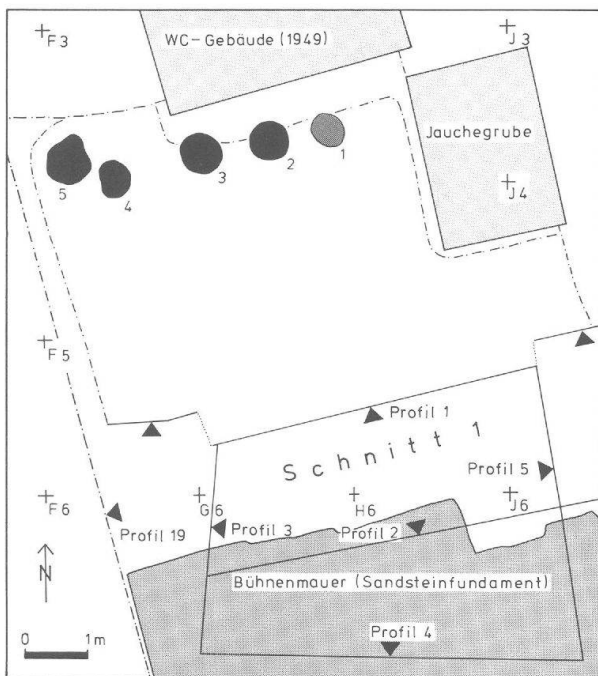 F3
WC-Gebäude (1949)
J3
Jauchegrube
1
2
3
4
5
J4
F5
Profil 1
Schnitt 1
Profil 5
F6
G6
H6
J6
Profil 19
Profil 3
Profil 2
N
Bühnenmauer (Sandsteinfundament)
Profil 4
0 1m